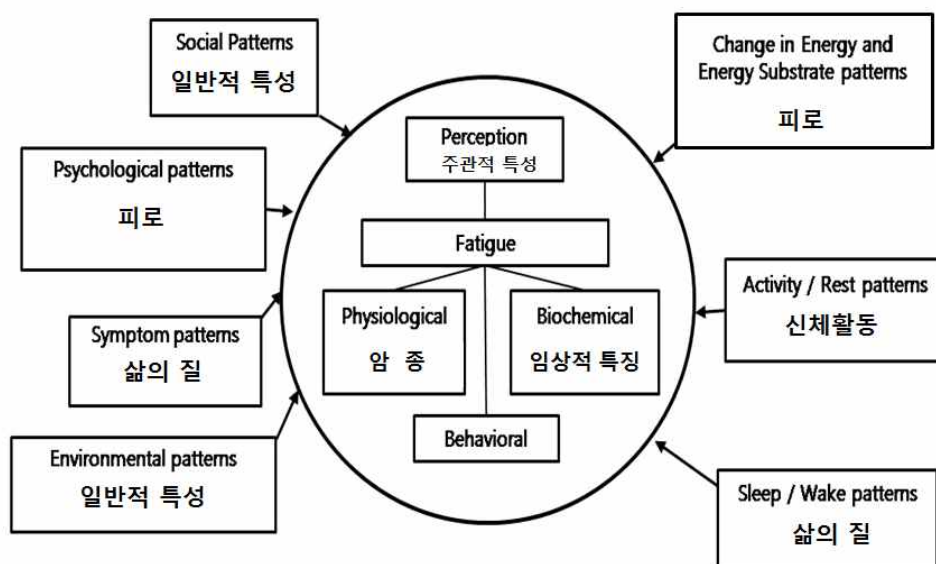 Social Patterns
일반적 특성
Change in Energy and
Energy Substrate patterns
피로
Perception
주관적 특성
Psychological patterns
피로
Fatigue
Physiological
암 종
Biochemical
임상적 특징
Activity / Rest patterns
신체활동
Symptom patterns
삶의 질
Behavioral
Environmental patterns
일반적 특성
Sleep / Wake patterns
삶의 질